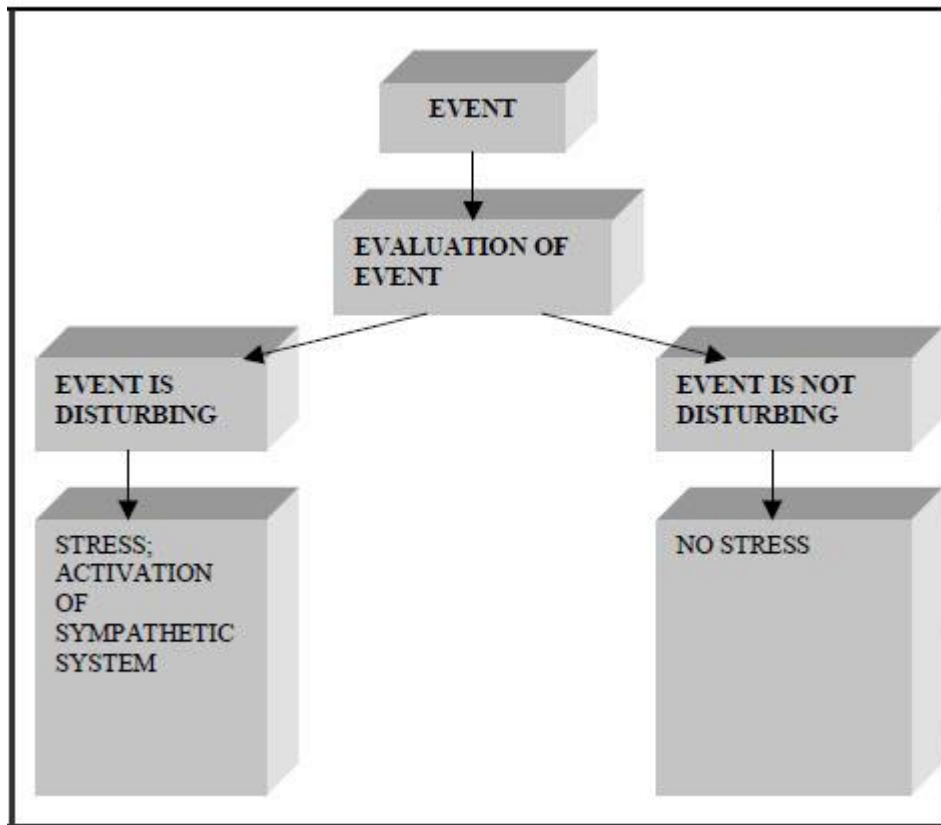 EVENT
EVALUATION OF
EVENT
EVENT IS
DISTURBING
EVENT IS NOT
DISTURBING
STRESS;
ACTIVATION
OF
SYMPATHETIC
SYSTEM
NO STRESS